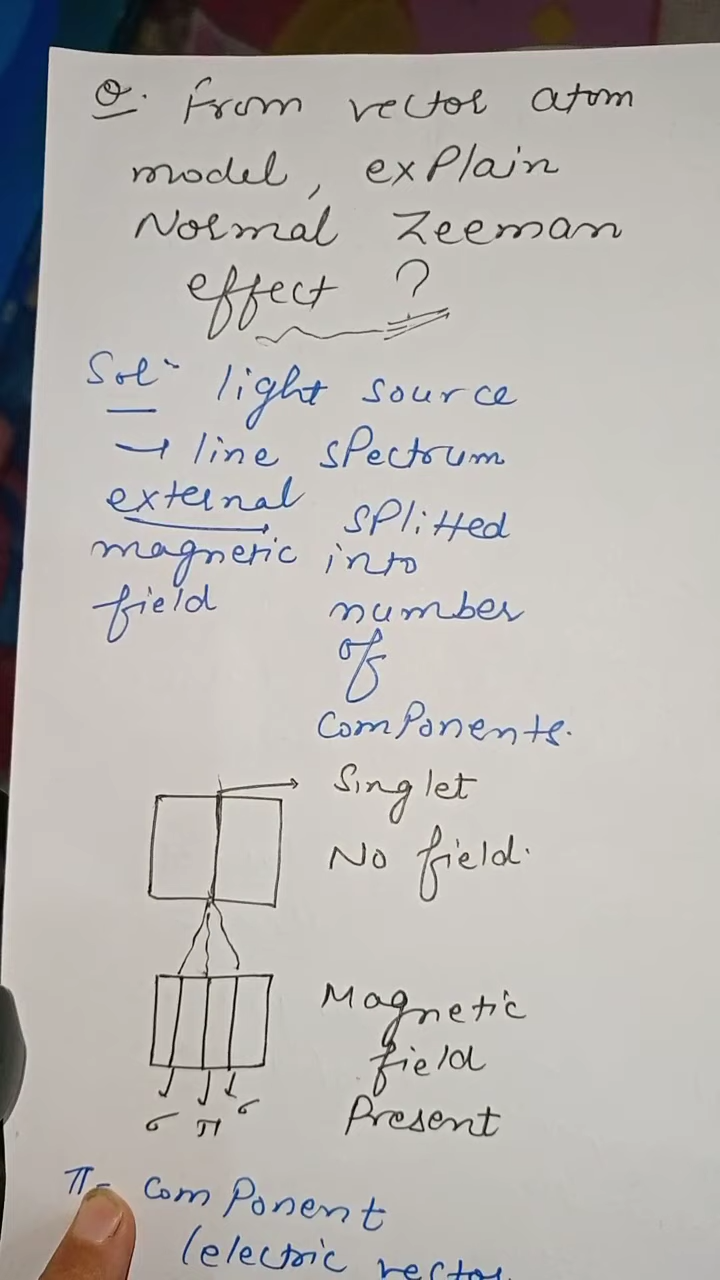 Q. From vector atom
model, explain
Normal Zeeman
effect ?
Sol:- light source
→ line spectrum
external splitted
magnetic into
field number
of
components.
Singlet
No field.
Magnetic
field
Present
σ π σ
π- component
(electric vector